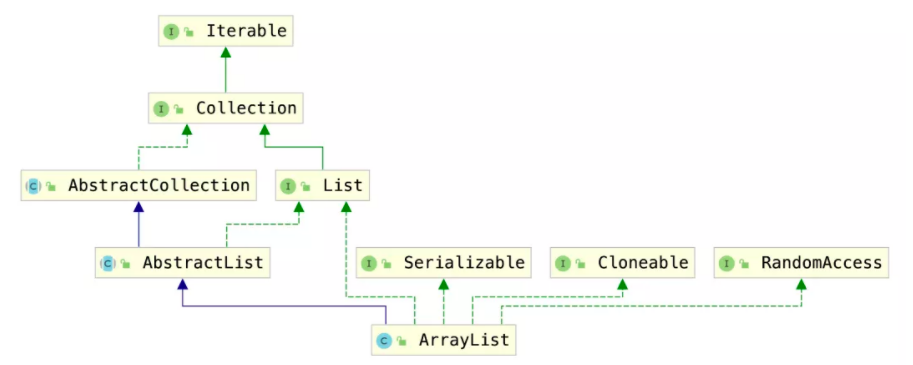 I Iterable
I Collection
C AbstractCollection
I List
C AbstractList
I Serializable
I Cloneable
I RandomAccess
C ArrayList